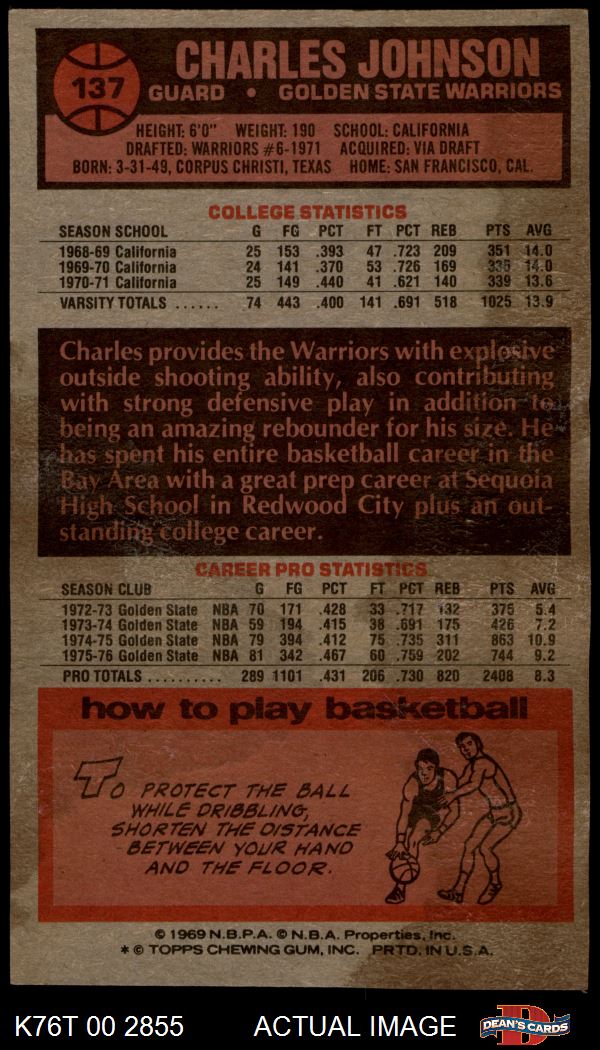 137
CHARLES JOHNSON
GUARD • GOLDEN STATE WARRIORS
HEIGHT: 6'0" WEIGHT: 190 SCHOOL: CALIFORNIA
DRAFTED: WARRIORS #6-1971 ACQUIRED: VIA DRAFT
BORN: 3-31-49, CORPUS CHRISTI, TEXAS HOME: SAN FRANCISCO, CAL.
COLLEGE STATISTICS
SEASON SCHOOL G FG PCT FT PCT REB PTS AVG
1968-69 California 25 153 .393 47 .723 209 351 14.0
1969-70 California 24 141 .370 53 .726 169 335 14.0
1970-71 California 25 149 .440 41 .621 140 339 13.6
VARSITY TOTALS ...... 74 443 .400 141 .691 518 1025 13.9
Charles provides the Warriors with explosive
outside shooting ability, also contributing
with strong defensive play in addition to
being an amazing rebounder for his size. He
has spent his entire basketball career in the
Bay Area with a great prep career at Sequoia
High School in Redwood City plus an out-
standing college career.
CAREER PRO STATISTICS
SEASON CLUB G FG PCT FT PCT REB PTS AVG
1972-73 Golden State NBA 70 171 .428 33 .717 132 375 5.4
1973-74 Golden State NBA 59 194 .415 38 .691 175 426 7.2
1974-75 Golden State NBA 79 394 .412 75 .735 311 863 10.9
1975-76 Golden State NBA 81 342 .467 60 .759 202 744 9.2
PRO TOTALS .......... 289 1101 .431 206 .730 820 2408 8.3
how to play basketball
TO PROTECT THE BALL
WHILE DRIBBLING,
SHORTEN THE DISTANCE
BETWEEN YOUR HAND
AND THE FLOOR.
© 1969 N.B.P.A. © N.B.A. Properties, Inc.
* © TOPPS CHEWING GUM, INC. PRTD. IN U.S.A.
K76T 00 2855 ACTUAL IMAGE
D
DEAN'S CARDS